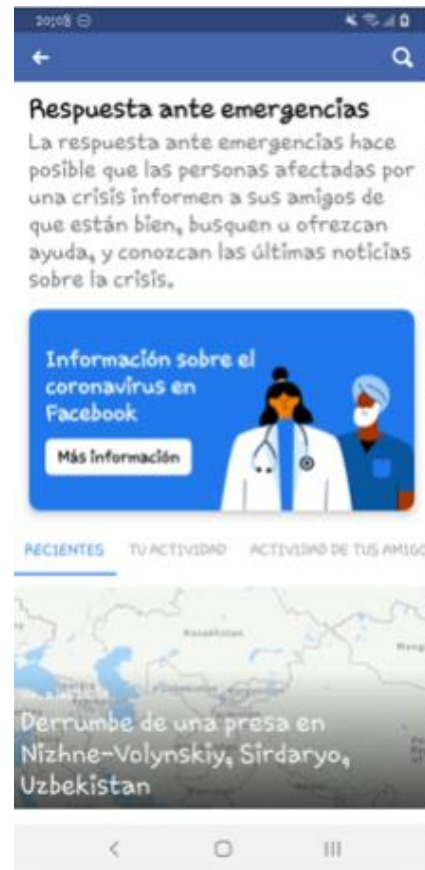 20:08
Respuesta ante emergencias
La respuesta ante emergencias hace
posible que las personas afectadas por
una crisis informen a sus amigos de
que están bien, busquen u ofrezcan
ayuda, y conozcan las últimas noticias
sobre la crisis.
Información sobre el
coronavirus en
Facebook
Más información
RECIENTES TU ACTIVIDAD ACTIVIDAD DE TUS AMIGO
Kazakhstan
Mong
Derrumbe de una presa en
Nizhne-Volynskiy, Sirdaryo,
Uzbekistan